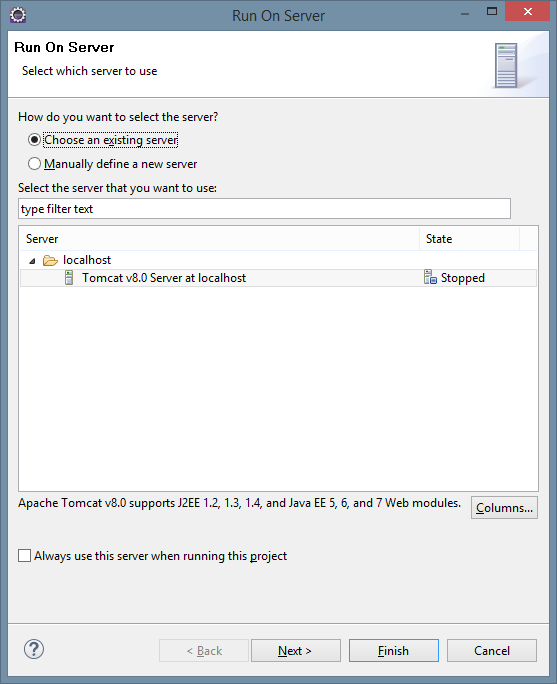 Run On Server
Run On Server
Select which server to use
How do you want to select the server?
Choose an existing server
Manually define a new server
Select the server that you want to use:
type filter text
Server State
localhost
Tomcat v8.0 Server at localhost Stopped
Apache Tomcat v8.0 supports J2EE 1.2, 1.3, 1.4, and Java EE 5, 6, and 7 Web modules.
Columns...
Always use this server when running this project
? < Back Next > Finish Cancel